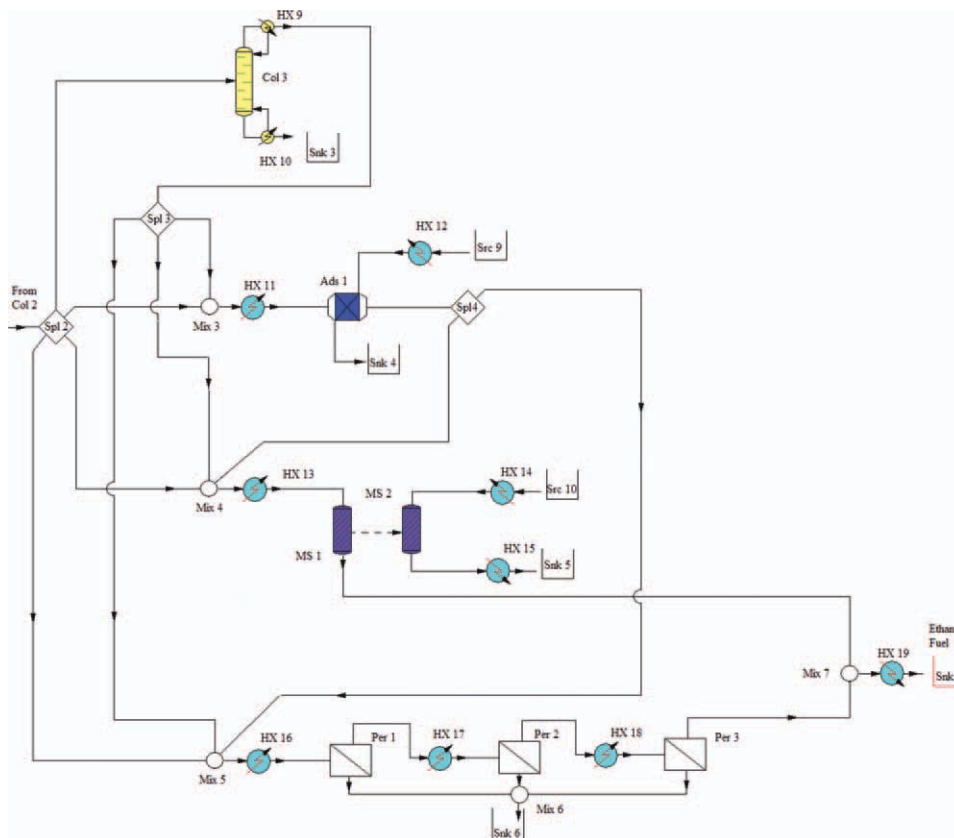 HX 9
Col 3
HX 10
Snk 3
Spl 3
HX 12
Src 9
From
Col 2
HX 11
Ads 1
Spl 2
Spl4
Mix 3
Snk 4
HX 13
MS 2
HX 14
Src 10
Mix 4
MS 1
HX 15
Snk 5
Ethan
Fuel
HX 19
Mix 7
Snk
HX 16
Per 1
HX 17
Per 2
HX 18
Per 3
Mix 5
Mix 6
Snk 6